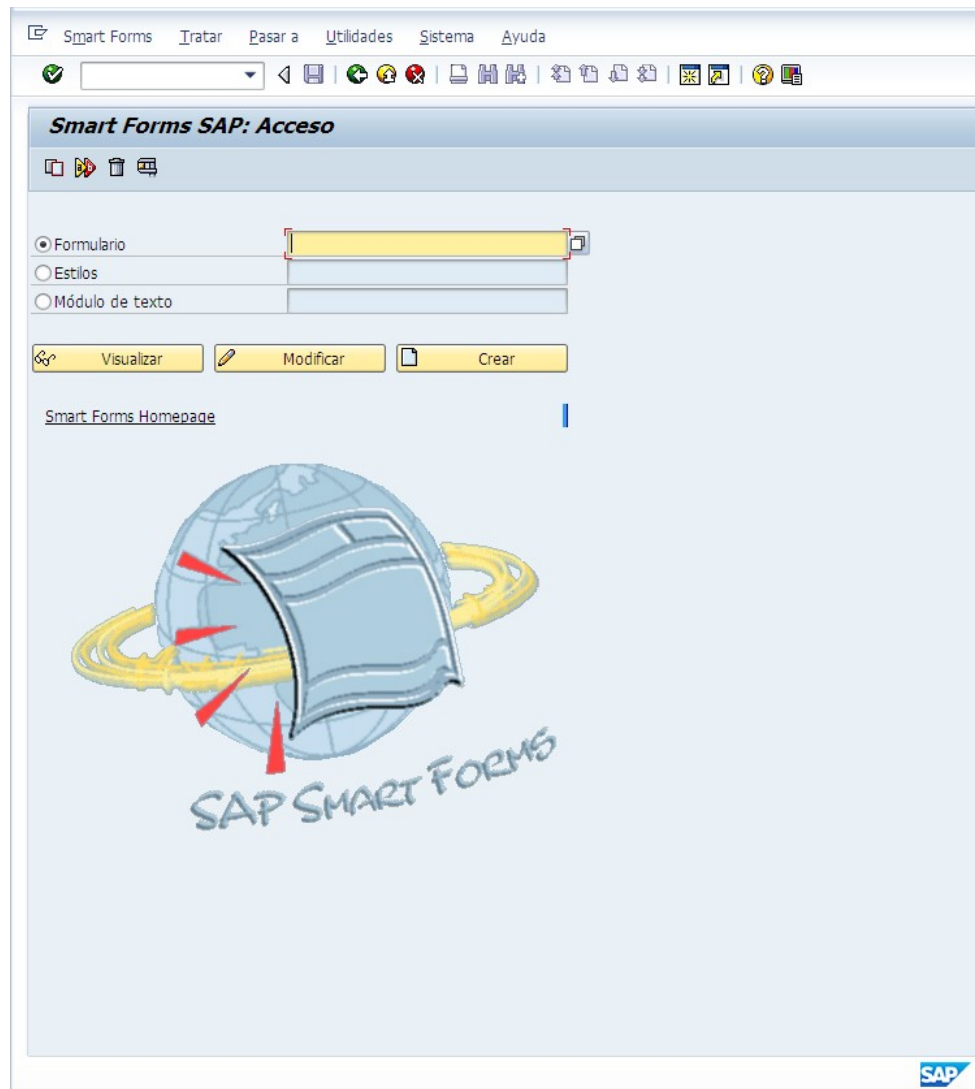 Smart Forms Tratar Pasar a Utilidades Sistema Ayuda
Smart Forms SAP: Acceso
Formulario
Estilos
Módulo de texto
Visualizar Modificar Crear
Smart Forms Homepage
SAP SMART FORMS
SAP